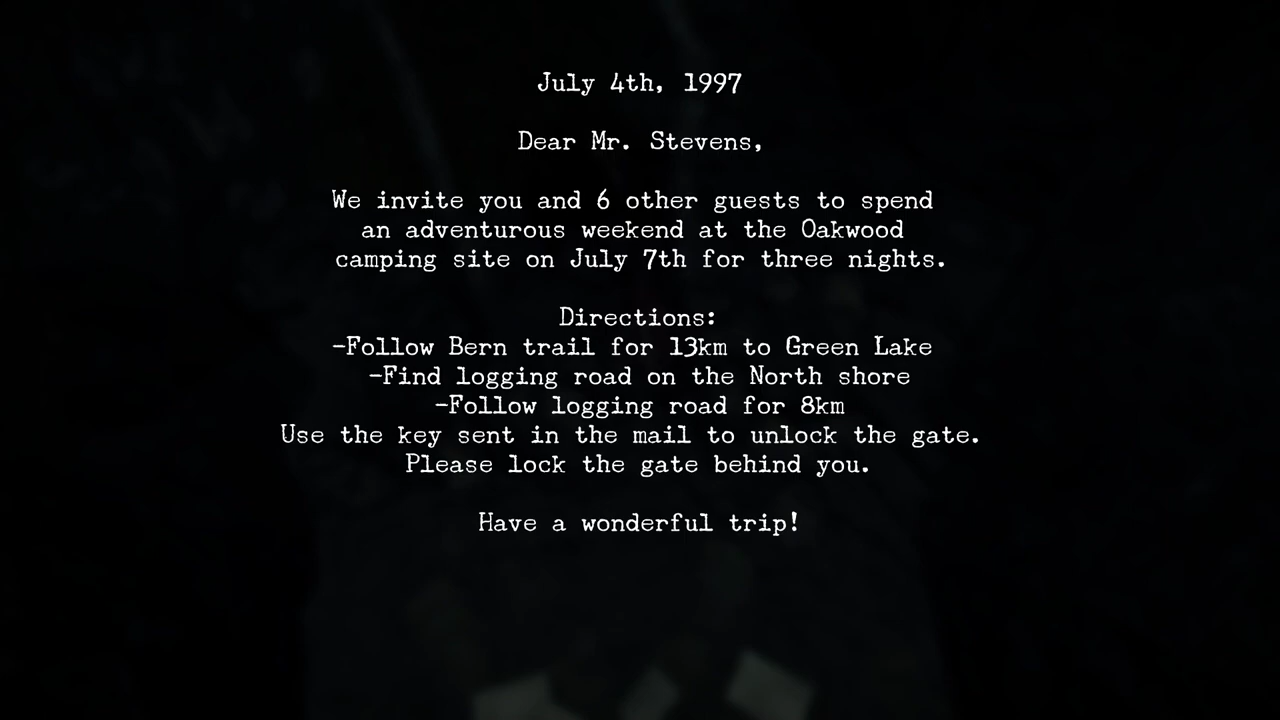 July 4th, 1997
Dear Mr. Stevens,
We invite you and 6 other guests to spend
an adventurous weekend at the Oakwood
camping site on July 7th for three nights.
Directions:
-Follow Bern trail for 13km to Green Lake
-Find logging road on the North shore
-Follow logging road for 8km
Use the key sent in the mail to unlock the gate.
Please lock the gate behind you.
Have a wonderful trip!